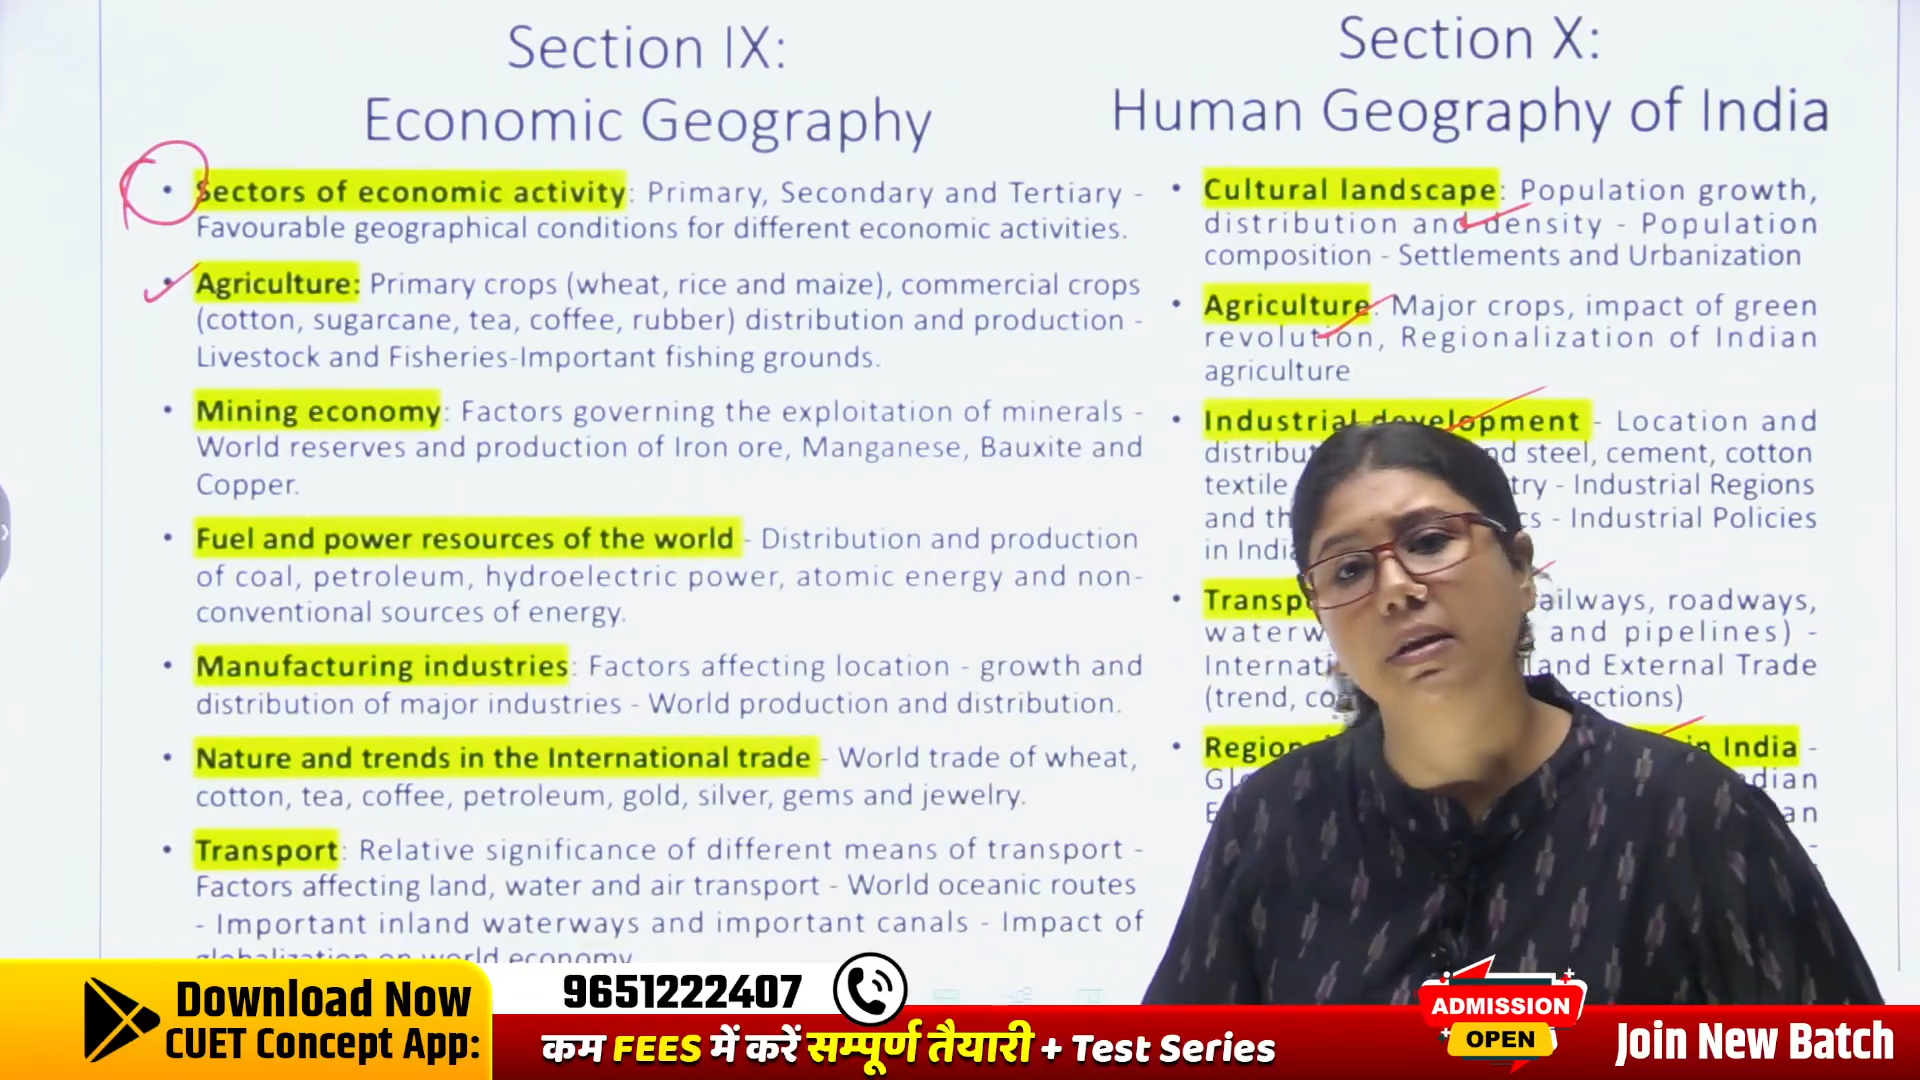 Section IX:
Economic Geography
• Sectors of economic activity: Primary, Secondary and Tertiary -
Favourable geographical conditions for different economic activities.
• Agriculture: Primary crops (wheat, rice and maize), commercial crops
(cotton, sugarcane, tea, coffee, rubber) distribution and production -
Livestock and Fisheries-Important fishing grounds.
• Mining economy: Factors governing the exploitation of minerals -
World reserves and production of Iron ore, Manganese, Bauxite and
Copper.
• Fuel and power resources of the world - Distribution and production
of coal, petroleum, hydroelectric power, atomic energy and non-
conventional sources of energy.
• Manufacturing industries: Factors affecting location - growth and
distribution of major industries - World production and distribution.
• Nature and trends in the International trade - World trade of wheat,
cotton, tea, coffee, petroleum, gold, silver, gems and jewelry.
• Transport: Relative significance of different means of transport -
Factors affecting land, water and air transport - World oceanic routes
- Important inland waterways and important canals - Impact of
globalization on world economy
Section X:
Human Geography of India
• Cultural landscape: Population growth,
distribution and density - Population
composition - Settlements and Urbanization
• Agriculture: Major crops, impact of green
revolution, Regionalization of Indian
agriculture
• Industrial development - Location and
steel, cement, cotton
textile - Industrial Regions
and - Industrial Policies
in
• railways, roadways,
and pipelines) -
and External Trade
(trend,
• in India -
Download Now
CUET Concept App:
9651222407
कम FEES में करें सम्पूर्ण तैयारी + Test Series
ADMISSION
OPEN
Join New Batch